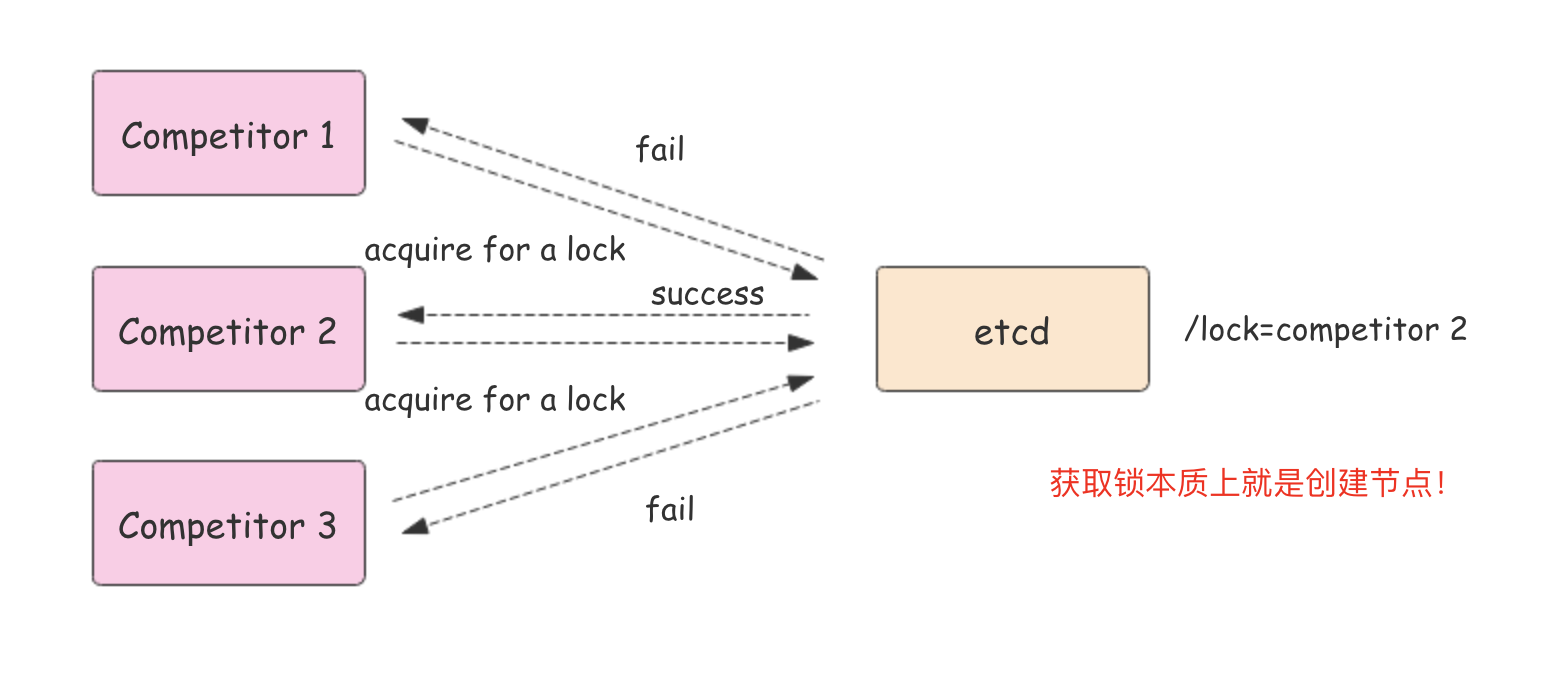 Competitor 1
fail
acquire for a lock
success
Competitor 2
etcd
/lock=competitor 2
acquire for a lock
获取锁本质上就是创建节点!
fail
Competitor 3